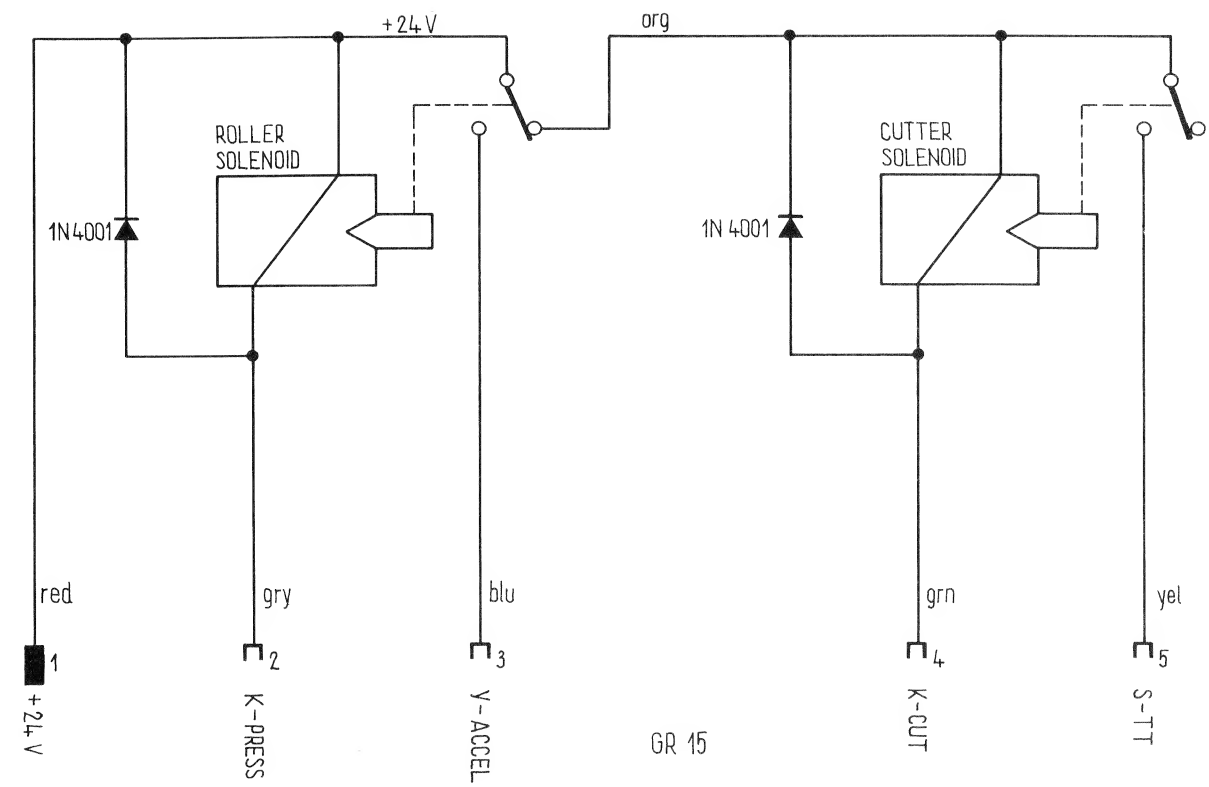 +24V
org
ROLLER
SOLENOID
CUTTER
SOLENOID
1N4001
1N 4001
red
gry
blu
grn
yel
1
2
3
4
5
+24V
K-PRESS
Y-ACCEL
K-CUT
S-TT
GR 15